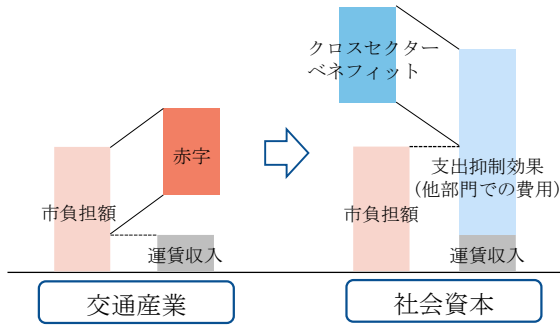 赤字
市負担額
運賃収入
交通産業
クロスセクター
ベネフィット
支出抑制効果
(他部門での費用)
市負担額
運賃収入
社会資本